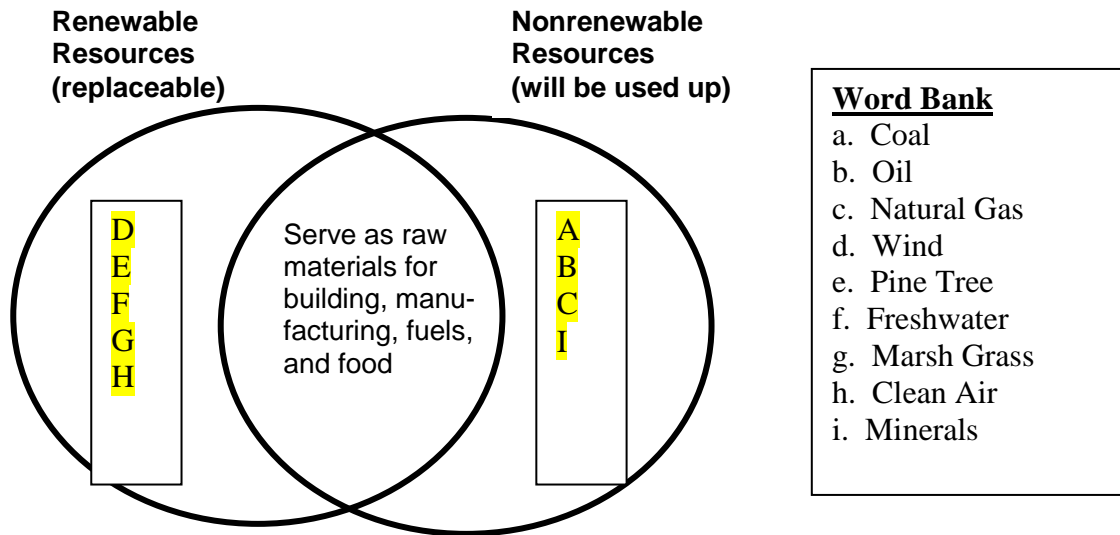 Renewable
Resources
(replaceable)
Nonrenewable
Resources
(will be used up)
D
E
F
G
H
Serve as raw
materials for
building, manu-
facturing, fuels,
and food
A
B
C
I
Word Bank
a. Coal
b. Oil
c. Natural Gas
d. Wind
e. Pine Tree
f. Freshwater
g. Marsh Grass
h. Clean Air
i. Minerals